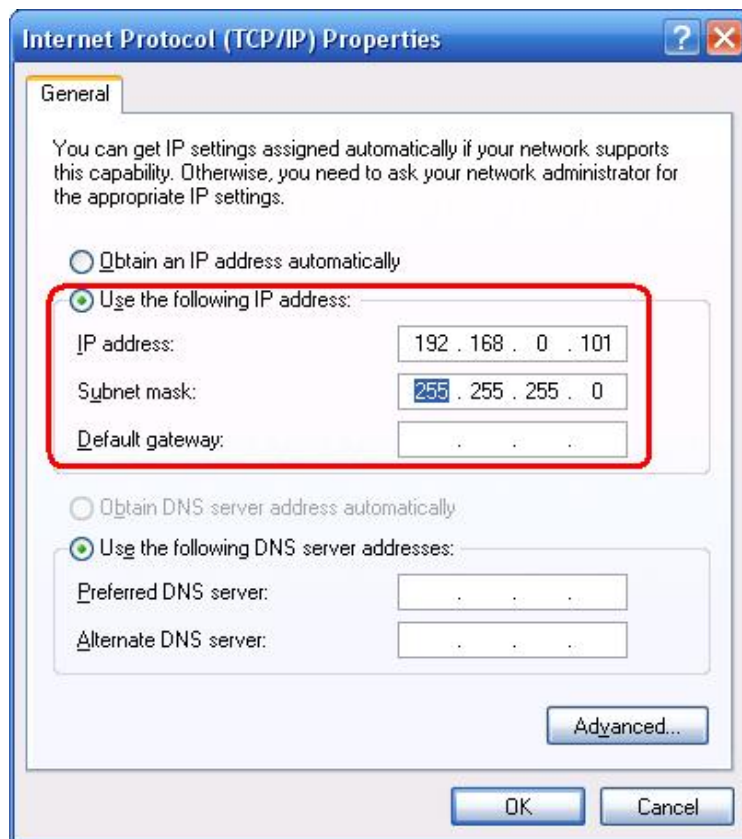 Internet Protocol (TCP/IP) Properties
General
You can get IP settings assigned automatically if your network supports
this capability. Otherwise, you need to ask your network administrator for
the appropriate IP settings.
Obtain an IP address automatically
Use the following IP address:
IP address: 192 . 168 . 0 . 101
Subnet mask: 255 . 255 . 255 . 0
Default gateway: . . .
Obtain DNS server address automatically
Use the following DNS server addresses:
Preferred DNS server: . . .
Alternate DNS server: . . .
Advanced...
OK Cancel